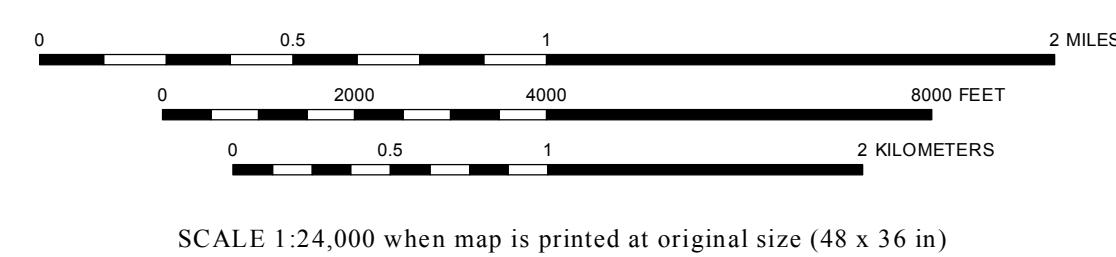 0 0.5 1 2 MILES
0 2000 4000 8000 FEET
0 0.5 1 2 KILOMETERS
SCALE 1:24,000 when map is printed at original size (48 x 36 in)